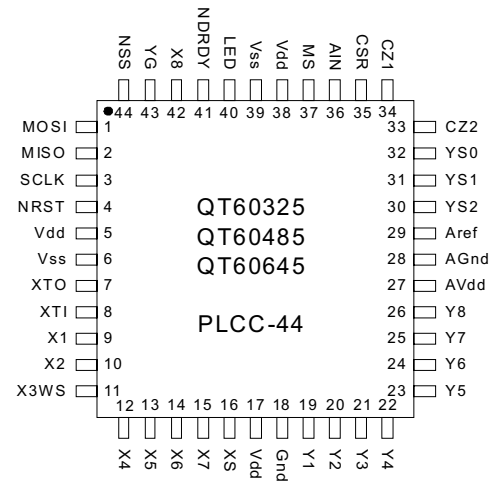 NSS YG X8 NDRDY LED Vss Vdd MS AIN CSR CZ1
44 43 42 41 40 39 38 37 36 35 34
MOSI 1 33 CZ2
MISO 2 32 YS0
SCLK 3 31 YS1
NRST 4 30 YS2
Vdd 5 29 Aref
Vss 6 28 AGnd
XTO 7 27 AVdd
XTI 8 26 Y8
X1 9 25 Y7
X2 10 24 Y6
X3WS 11 23 Y5
QT60325
QT60485
QT60645
PLCC-44
12 13 14 15 16 17 18 19 20 21 22
X4 X5 X6 X7 XS Vdd Gnd Y1 Y2 Y3 Y4